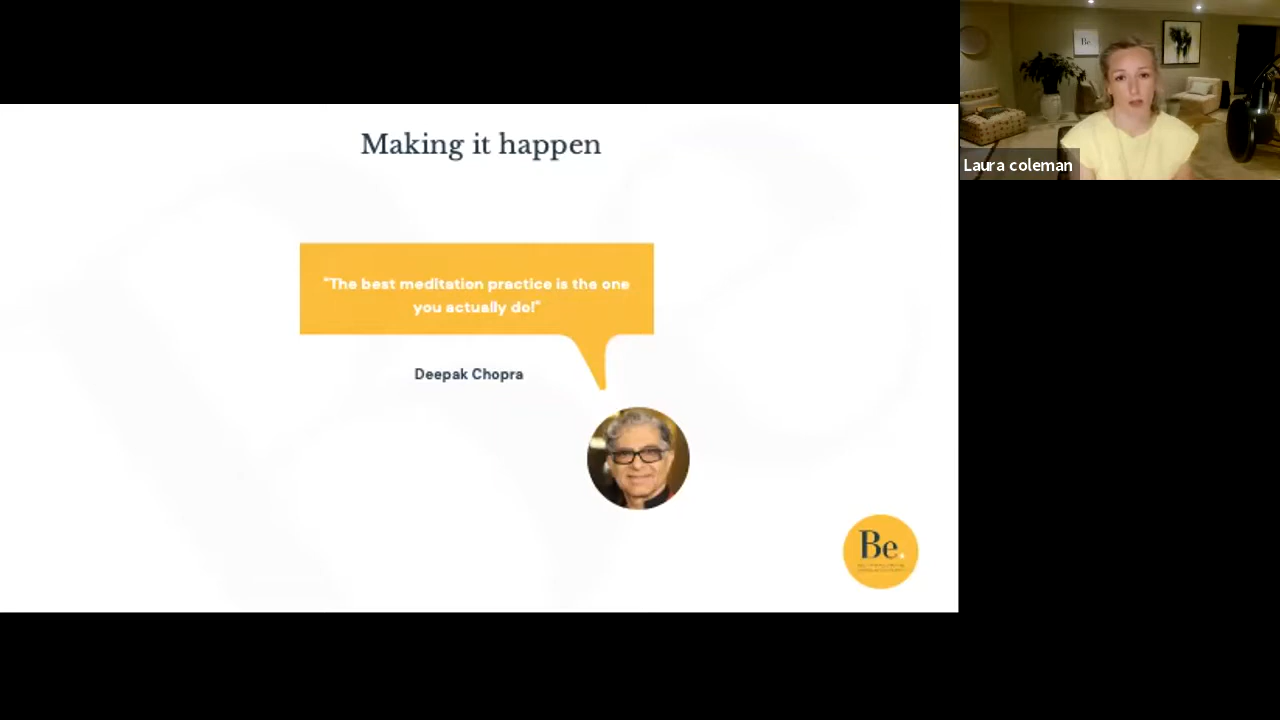 Making it happen
"The best meditation practice is the one
you actually do!"
Deepak Chopra
Be.
Be.
Laura coleman